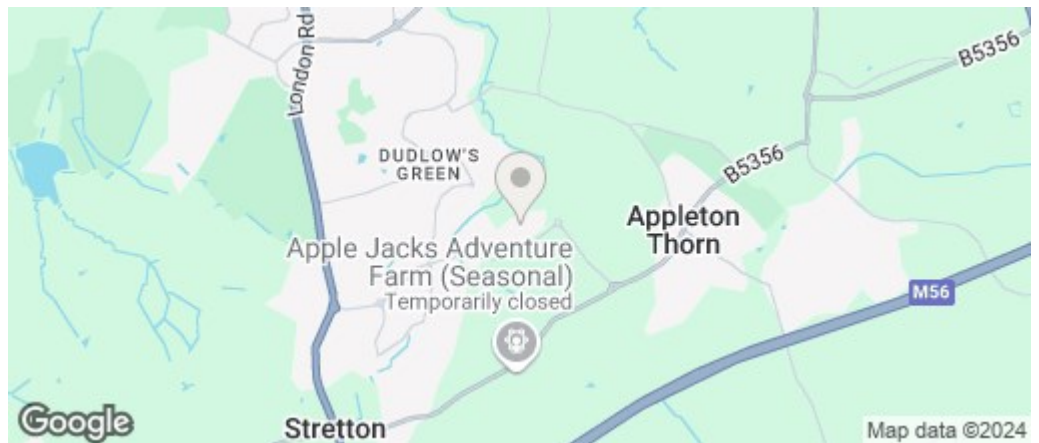 London Rd
B5356
DUDLOW'S
GREEN
B5356
Appleton
Thorn
Apple Jacks Adventure
Farm (Seasonal)
Temporarily closed
M56
Stretton
Google
Map data ©2024